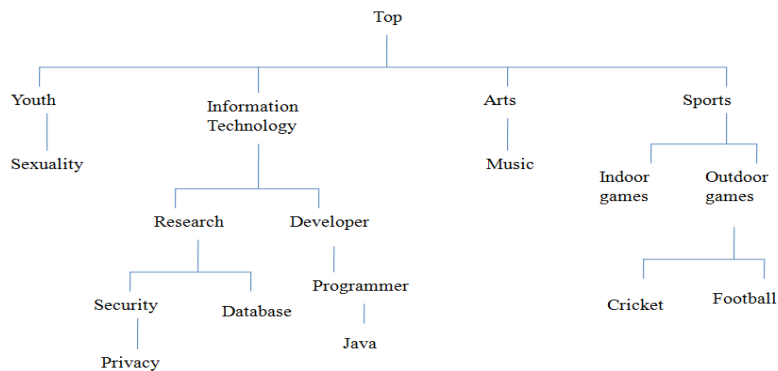 Top
Youth
Information
Technology
Arts
Sports
Sexuality
Music
Indoor
games
Outdoor
games
Research
Developer
Security
Database
Programmer
Cricket
Football
Privacy
Java